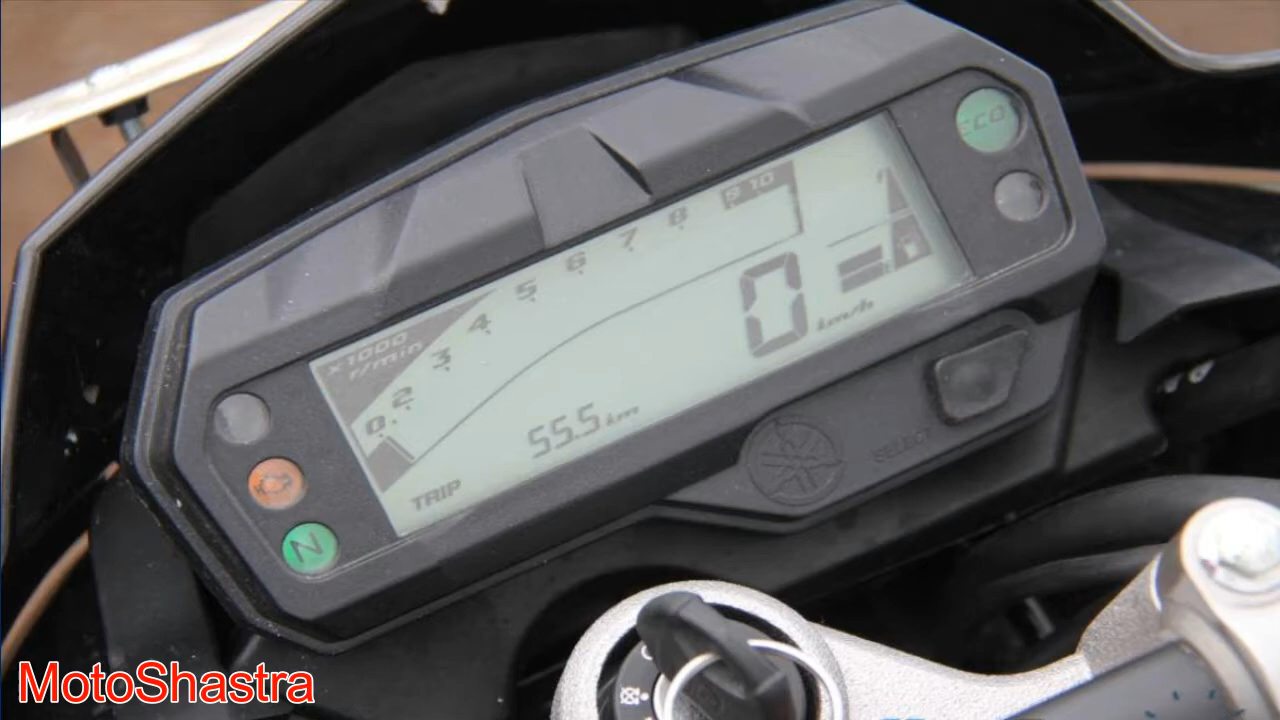 ECO
x1000
r/min
0 2 3 4 5 6 7 8 9 10
0 km/h
TRIP 55.5 km
N
SELECT
MotoShastra